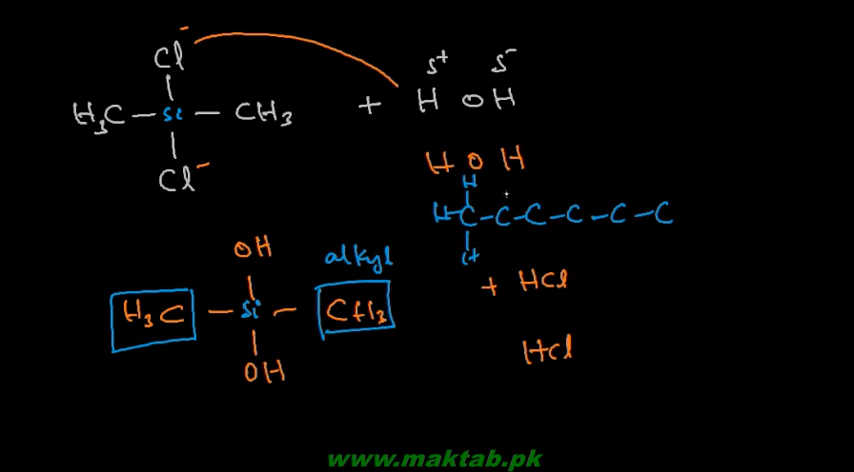 Cl⁻
δ⁺ δ⁻
H₃C – Si – CH₃ + H OH
Cl⁻
H O H
H
H–C–C–C–C–C–C
H
OH alkyl
+ HCl
H₃C – Si – CH₃
HCl
OH
www.maktab.pk